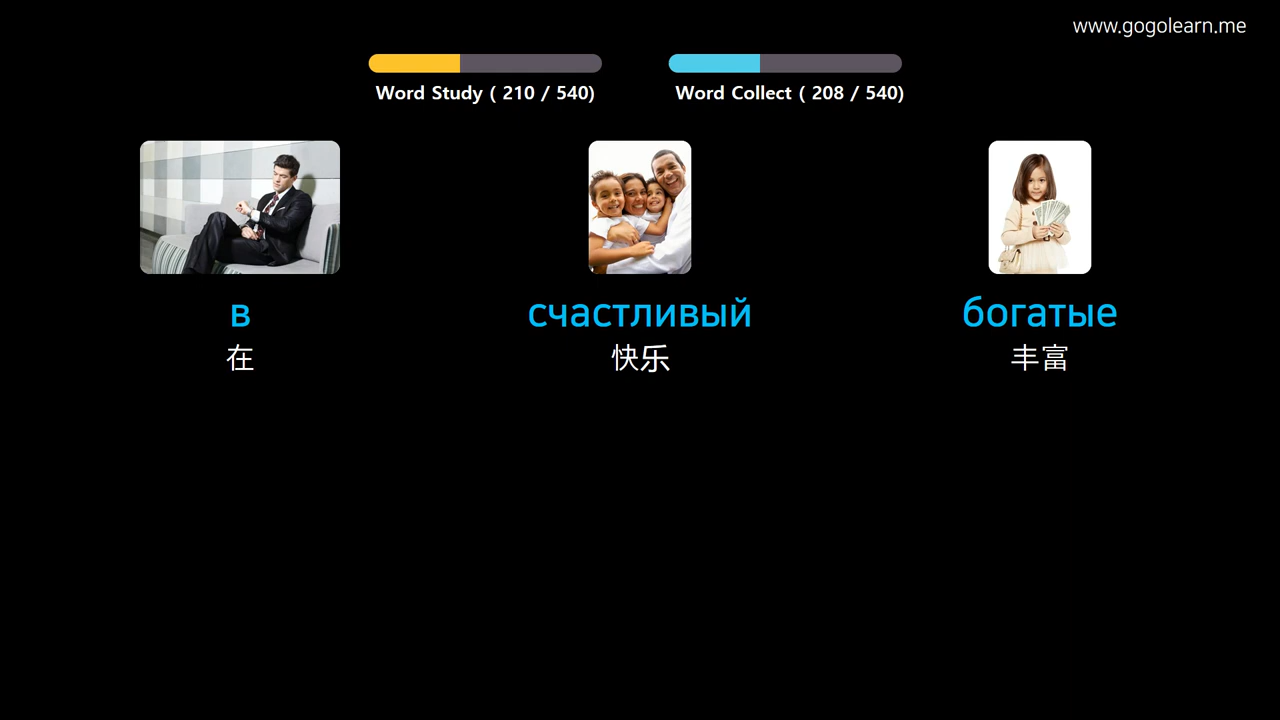 www.gogolearn.me
Word Study ( 210 / 540)
Word Collect ( 208 / 540)
в
счастливый
богатые
在
快乐
丰富